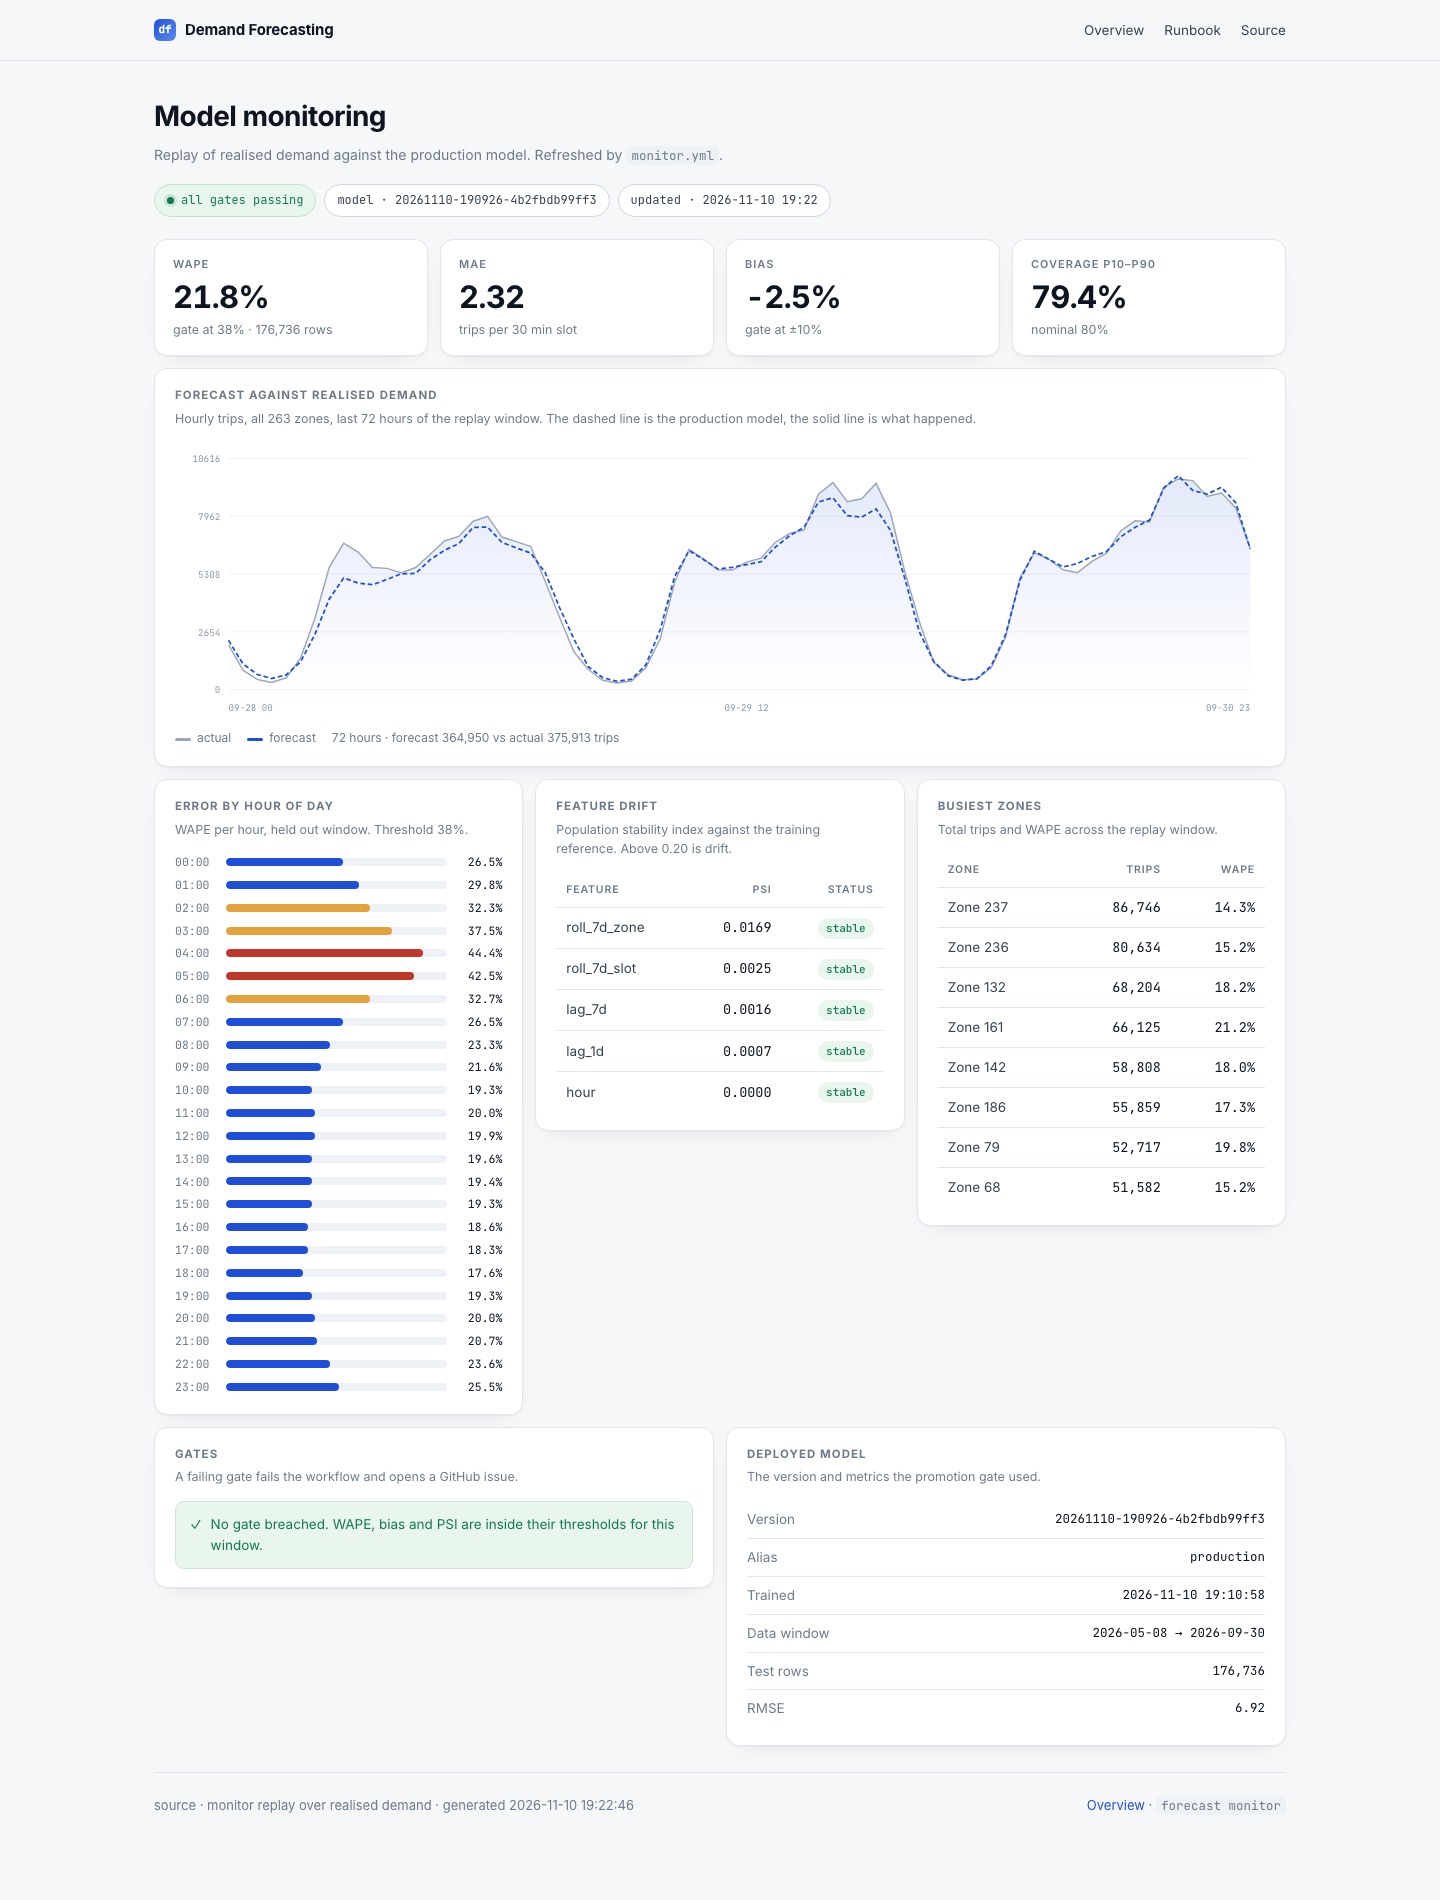 df Demand Forecasting
Overview Runbook Source
Model monitoring
Replay of realised demand against the production model. Refreshed by monitor.yml.
all gates passing
model · 20261110-190926-4b2fbdb99ff3
updated · 2026-11-10 19:22
WAPE
21.8%
gate at 38% · 176,736 rows
MAE
2.32
trips per 30 min slot
BIAS
-2.5%
gate at ±10%
COVERAGE P10–P90
79.4%
nominal 80%
FORECAST AGAINST REALISED DEMAND
Hourly trips, all 263 zones, last 72 hours of the replay window. The dashed line is the production model, the solid line is what happened.
10616
7962
5308
2654
0
09-28 00 09-29 12 09-30 23
actual forecast 72 hours · forecast 364,950 vs actual 375,913 trips
ERROR BY HOUR OF DAY
WAPE per hour, held out window. Threshold 38%.
00:00 26.5%
01:00 29.8%
02:00 32.3%
03:00 37.5%
04:00 44.4%
05:00 42.5%
06:00 32.7%
07:00 26.5%
08:00 23.3%
09:00 21.6%
10:00 19.3%
11:00 20.0%
12:00 19.9%
13:00 19.6%
14:00 19.4%
15:00 19.3%
16:00 18.6%
17:00 18.3%
18:00 17.6%
19:00 19.3%
20:00 20.0%
21:00 20.7%
22:00 23.6%
23:00 25.5%
FEATURE DRIFT
Population stability index against the training
reference. Above 0.20 is drift.
FEATURE PSI STATUS
roll_7d_zone 0.0169 stable
roll_7d_slot 0.0025 stable
lag_7d 0.0016 stable
lag_1d 0.0007 stable
hour 0.0000 stable
BUSIEST ZONES
Total trips and WAPE across the replay window.
ZONE TRIPS WAPE
Zone 237 86,746 14.3%
Zone 236 80,634 15.2%
Zone 132 68,204 18.2%
Zone 161 66,125 21.2%
Zone 142 58,808 18.0%
Zone 186 55,859 17.3%
Zone 79 52,717 19.8%
Zone 68 51,582 15.2%
GATES
A failing gate fails the workflow and opens a GitHub issue.
✓ No gate breached. WAPE, bias and PSI are inside their thresholds for this
window.
DEPLOYED MODEL
The version and metrics the promotion gate used.
Version 20261110-190926-4b2fbdb99ff3
Alias production
Trained 2026-11-10 19:10:58
Data window 2026-05-08 → 2026-09-30
Test rows 176,736
RMSE 6.92
source · monitor replay over realised demand · generated 2026-11-10 19:22:46
Overview · forecast monitor